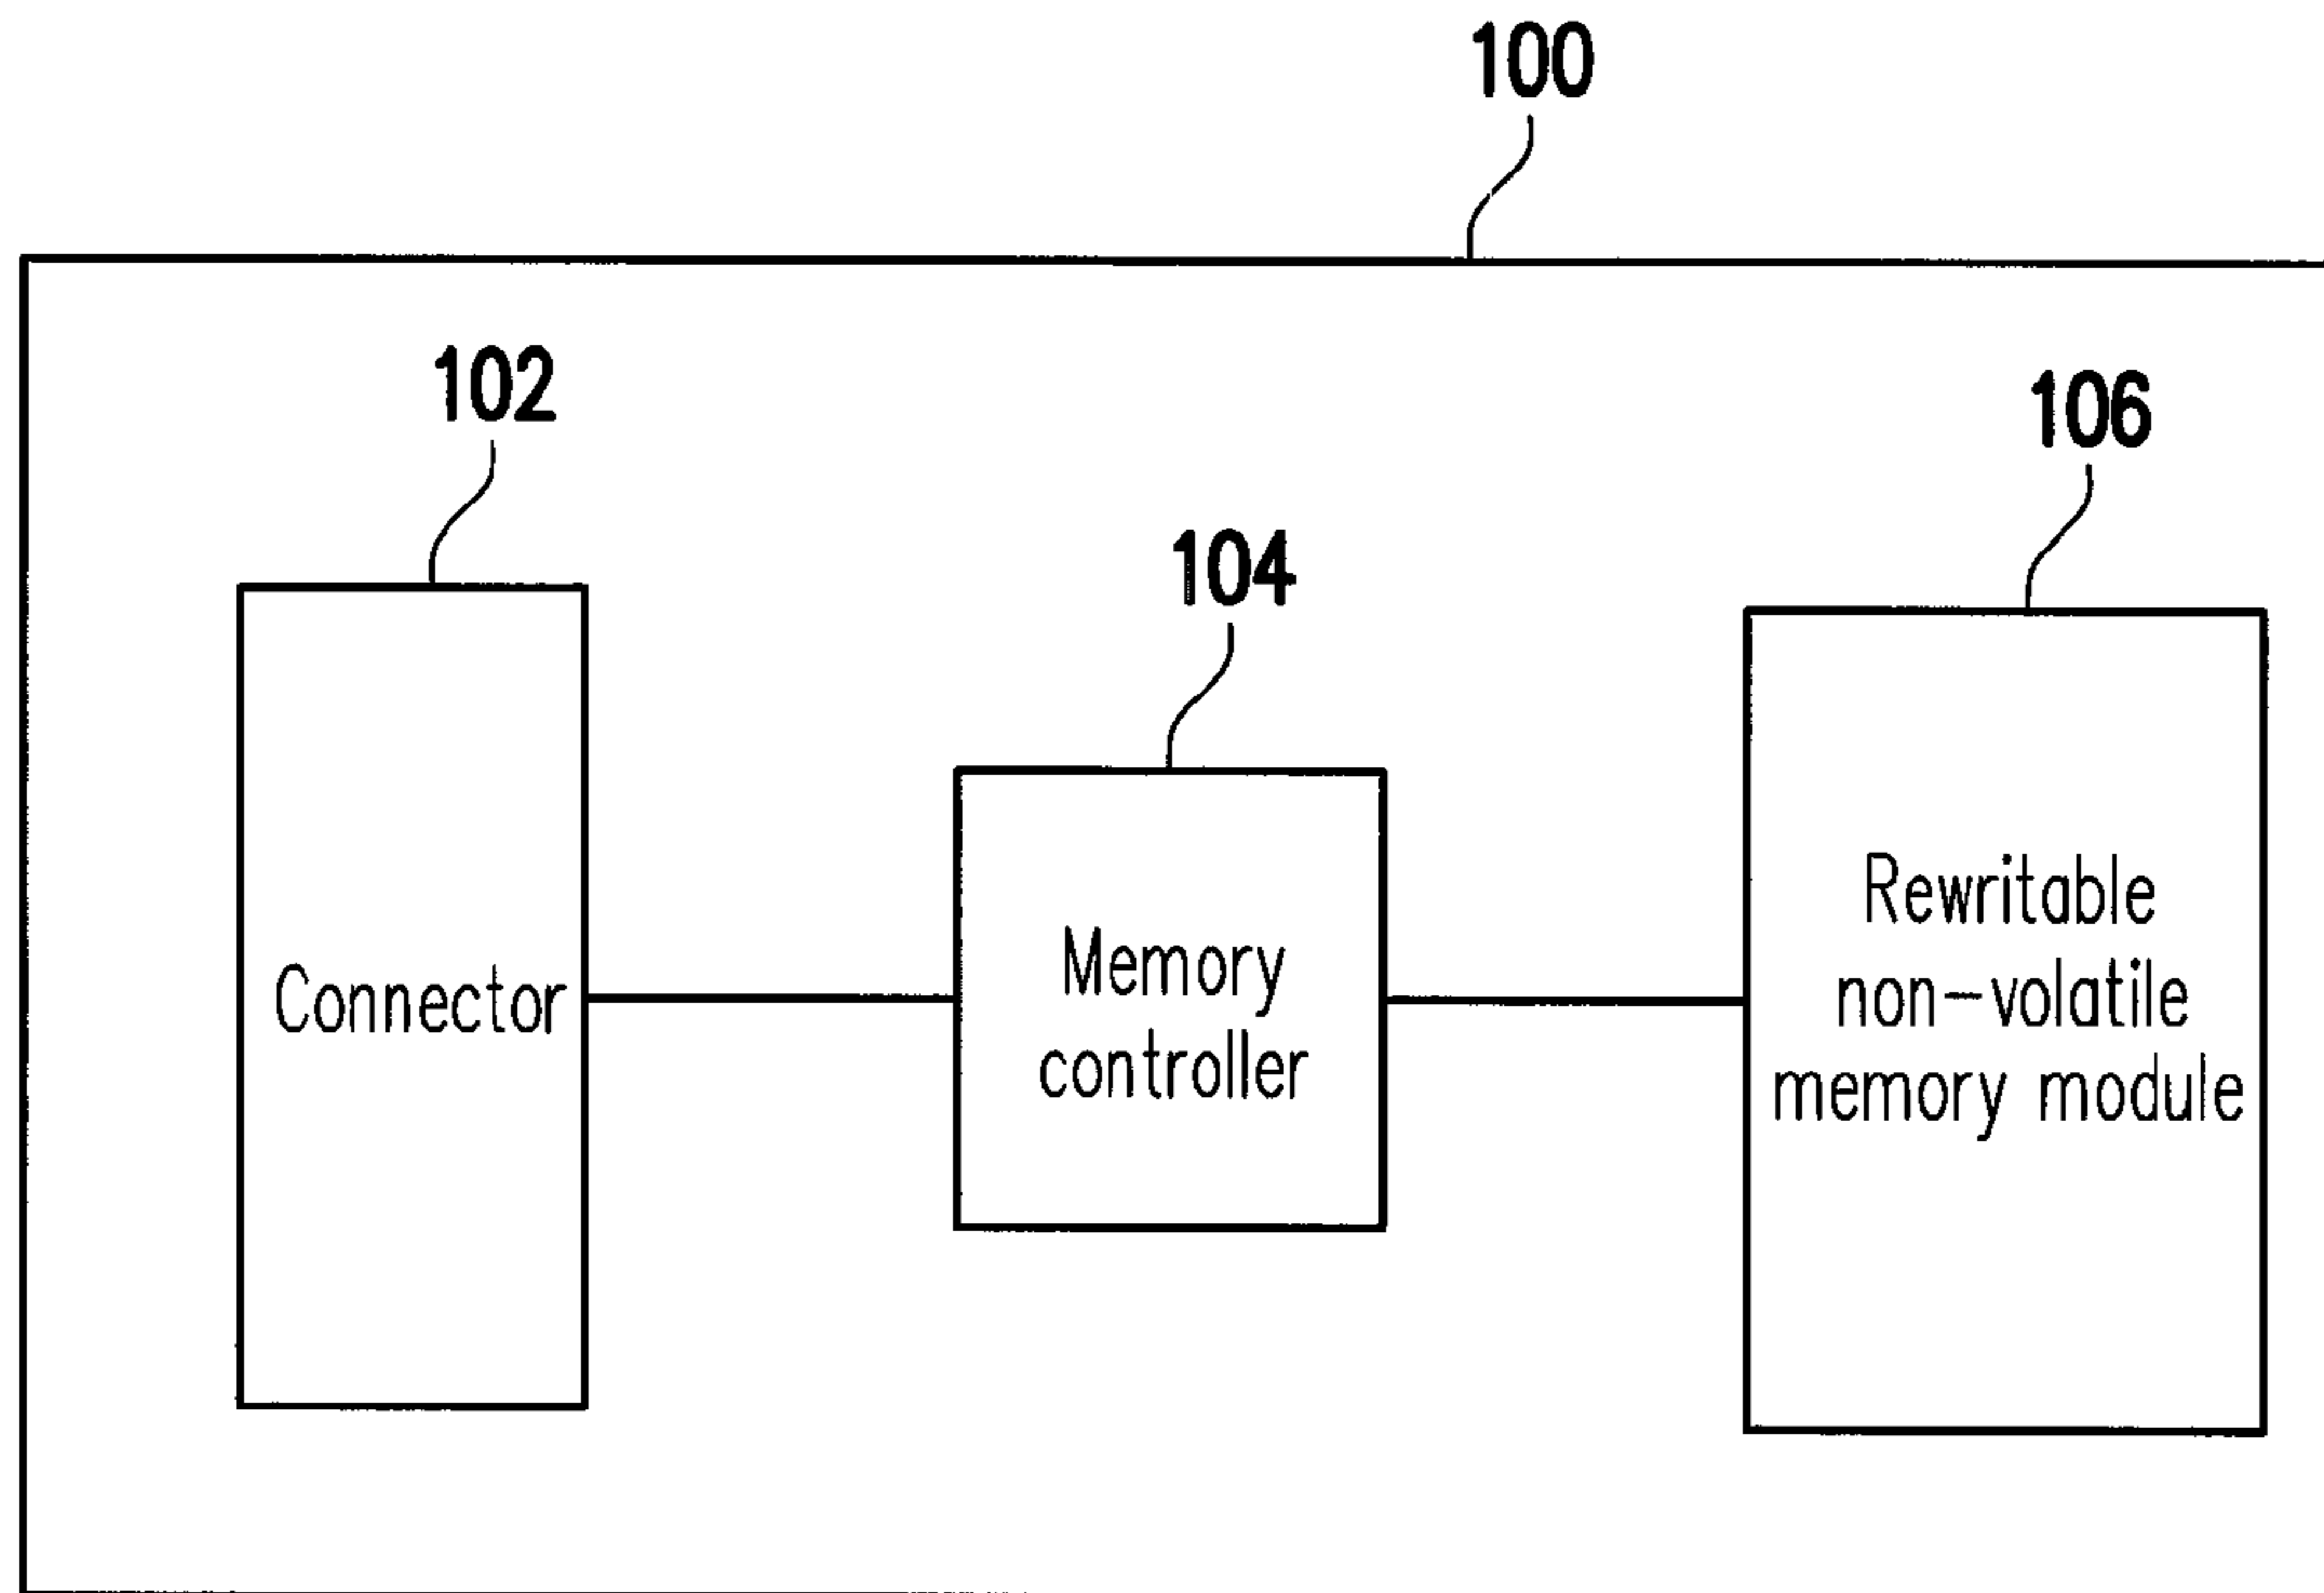 100
102
106
104
Connector
Memory
controller
Rewritable
non-volatile
memory module